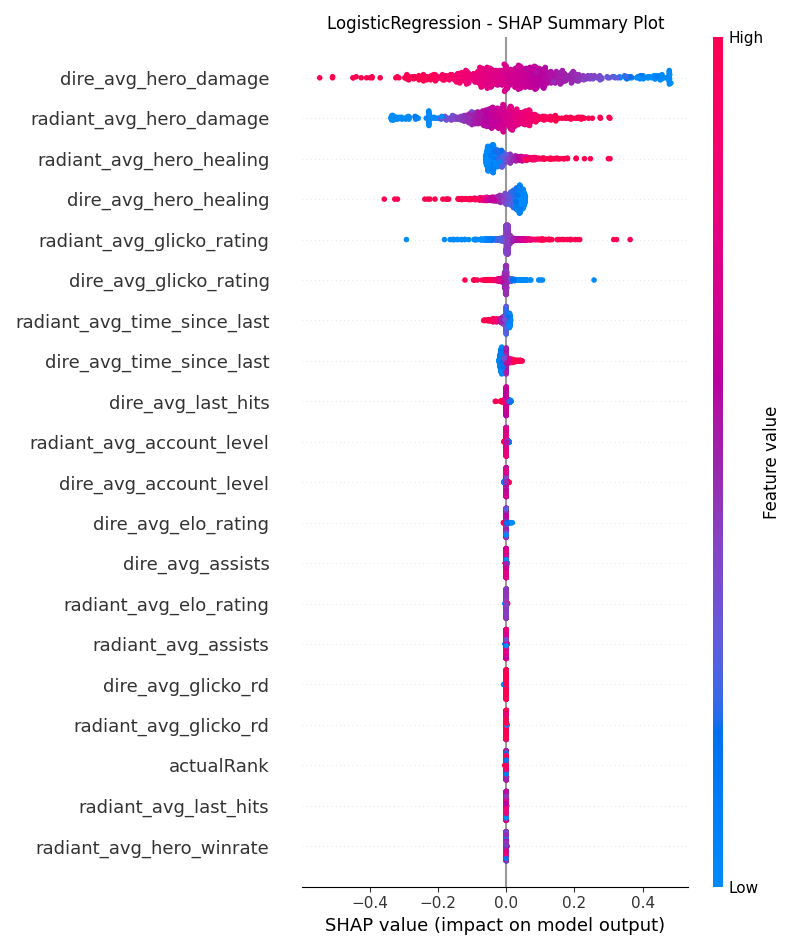 LogisticRegression - SHAP Summary Plot
High
dire_avg_hero_damage
radiant_avg_hero_damage
radiant_avg_hero_healing
dire_avg_hero_healing
radiant_avg_glicko_rating
dire_avg_glicko_rating
radiant_avg_time_since_last
dire_avg_time_since_last
dire_avg_last_hits
radiant_avg_account_level
dire_avg_account_level
dire_avg_elo_rating
dire_avg_assists
radiant_avg_elo_rating
radiant_avg_assists
dire_avg_glicko_rd
radiant_avg_glicko_rd
actualRank
radiant_avg_last_hits
radiant_avg_hero_winrate
Feature value
Low
−0.4 −0.2 0.0 0.2 0.4
SHAP value (impact on model output)